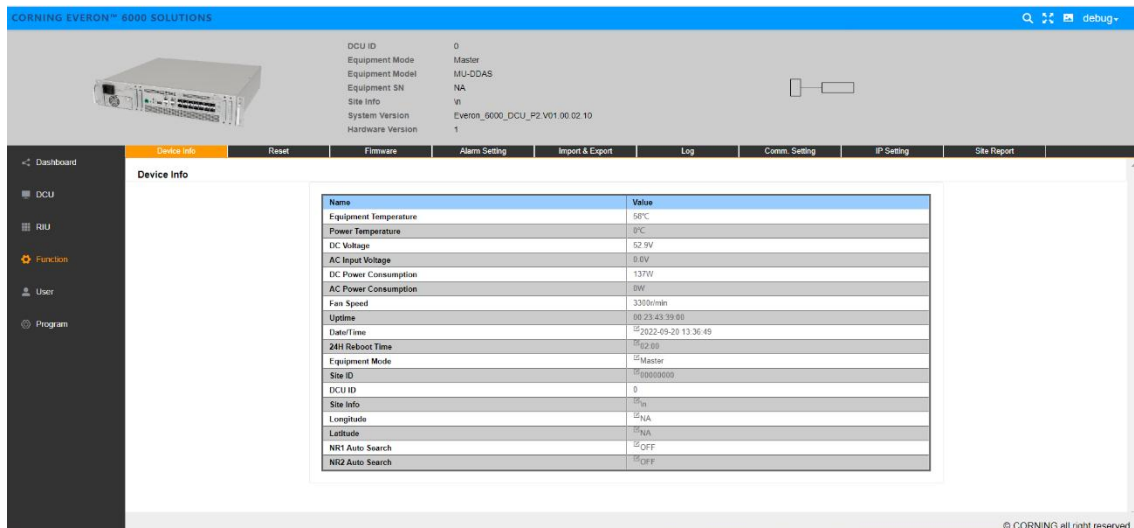 CORNING EVERON™ 6000 SOLUTIONS
debug
DCU ID 0
Equipment Mode Master
Equipment Model MU-DDAS
Equipment SN NA
Site Info \n
System Version Everon_6000_DCU_P2.V01.00.02.10
Hardware Version 1
Device Info Reset Firmware Alarm Setting Import & Export Log Comm. Setting IP Setting Site Report
Dashboard
DCU
RIU
Function
User
Program
Device Info
Name Value
Equipment Temperature 56°C
Power Temperature 0°C
DC Voltage 52.9V
AC Input Voltage 0.0V
DC Power Consumption 137W
AC Power Consumption 0W
Fan Speed 3300r/min
Uptime 00:23:43:39:00
Date/Time 2022-09-20 13:36:49
24H Reboot Time 02:00
Equipment Mode Master
Site ID 00000000
DCU ID 0
Site Info \n
Longitude NA
Latitude NA
NR1 Auto Search OFF
NR2 Auto Search OFF
© CORNING all right reserved